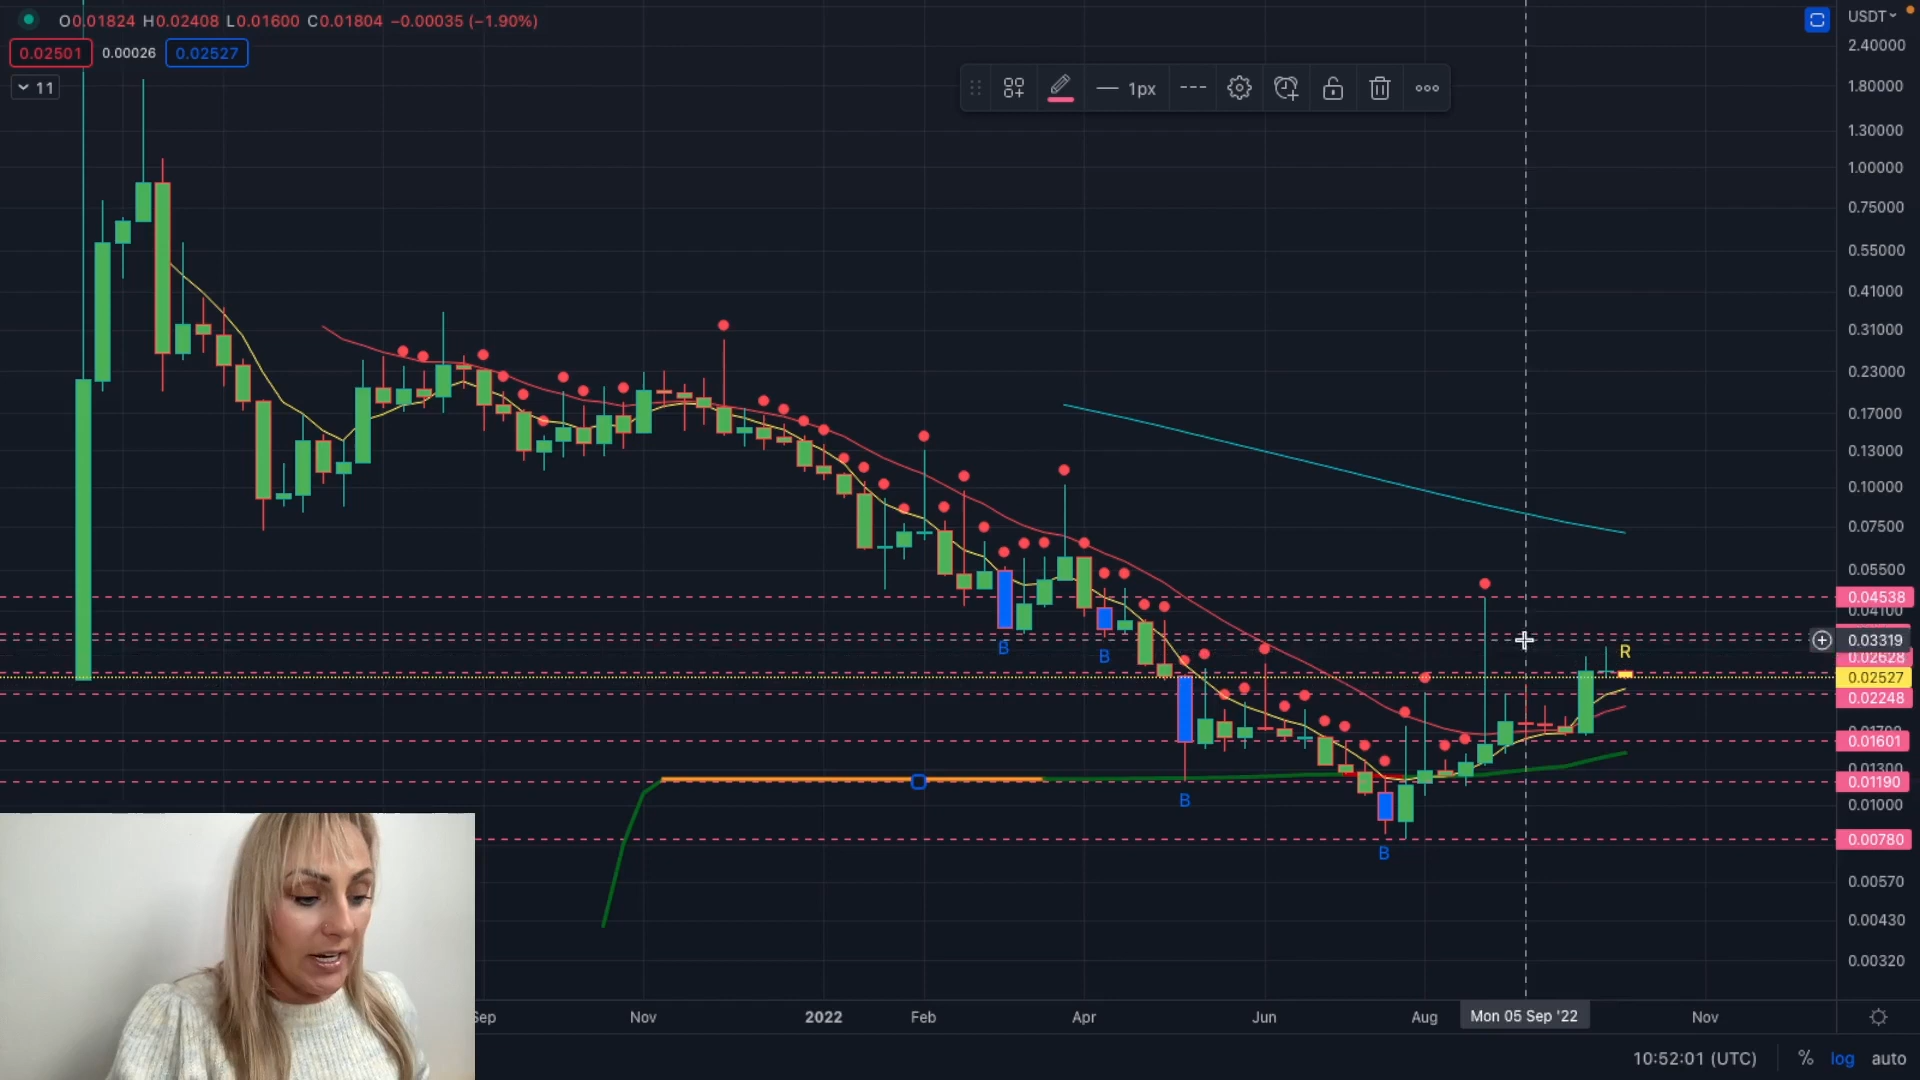 O0.01824 H0.02408 L0.01600 C0.01804 −0.00035 (−1.90%)
USDT
0.02501 0.00026 0.02527
11
1px
2.40000
1.80000
1.30000
1.00000
0.75000
0.55000
0.41000
0.31000
0.23000
0.17000
0.13000
0.10000
0.07500
0.05500
0.04538
0.04100
0.03319
0.02628
0.02527
0.02248
0.01700
0.01601
0.01300
0.01190
0.01000
0.00780
0.00570
0.00430
0.00320
B
B
B
B
R
Sep Nov 2022 Feb Apr Jun Aug Mon 05 Sep '22 Nov
10:52:01 (UTC) % log auto